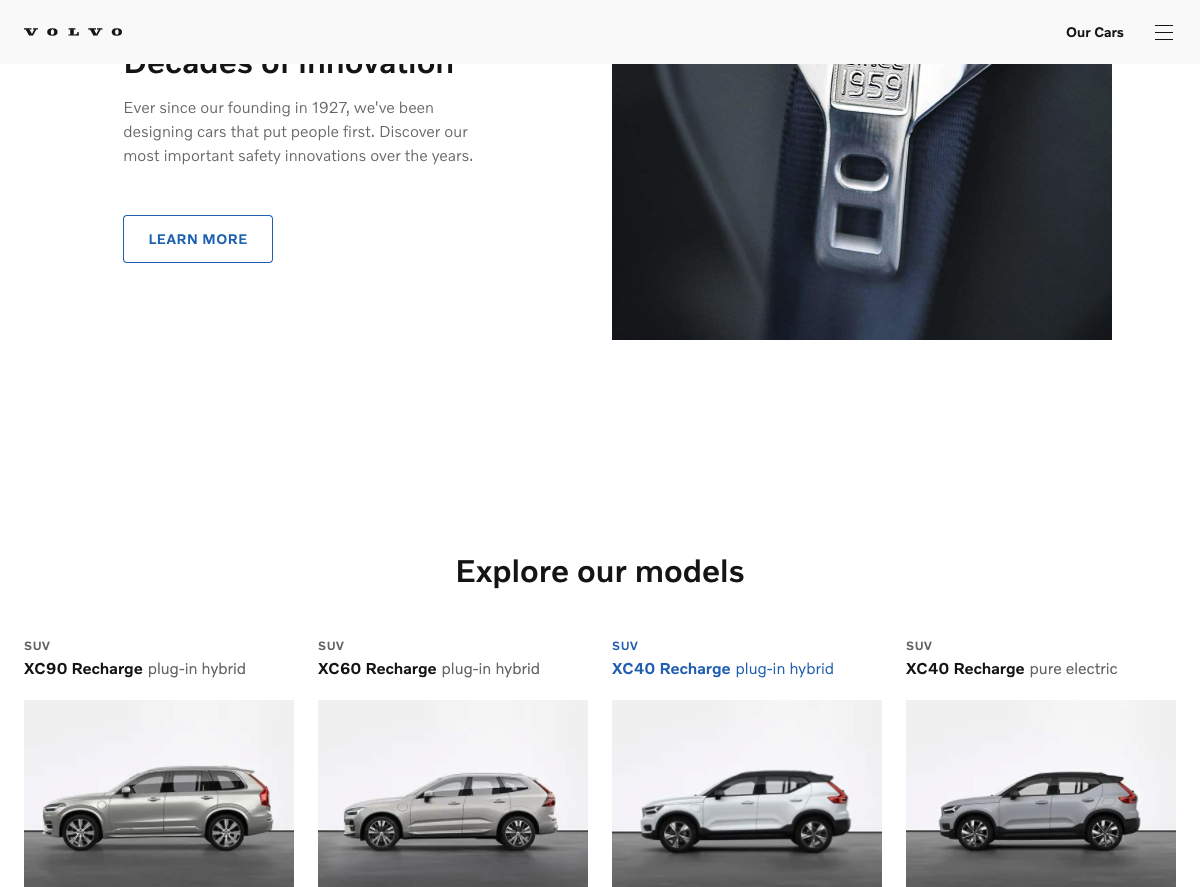 VOLVO
Our Cars
Decades of innovation
Ever since our founding in 1927, we've been
designing cars that put people first. Discover our
most important safety innovations over the years.
LEARN MORE
SINCE
1959
Explore our models
SUV
XC90 Recharge plug-in hybrid
SUV
XC60 Recharge plug-in hybrid
SUV
XC40 Recharge plug-in hybrid
SUV
XC40 Recharge pure electric